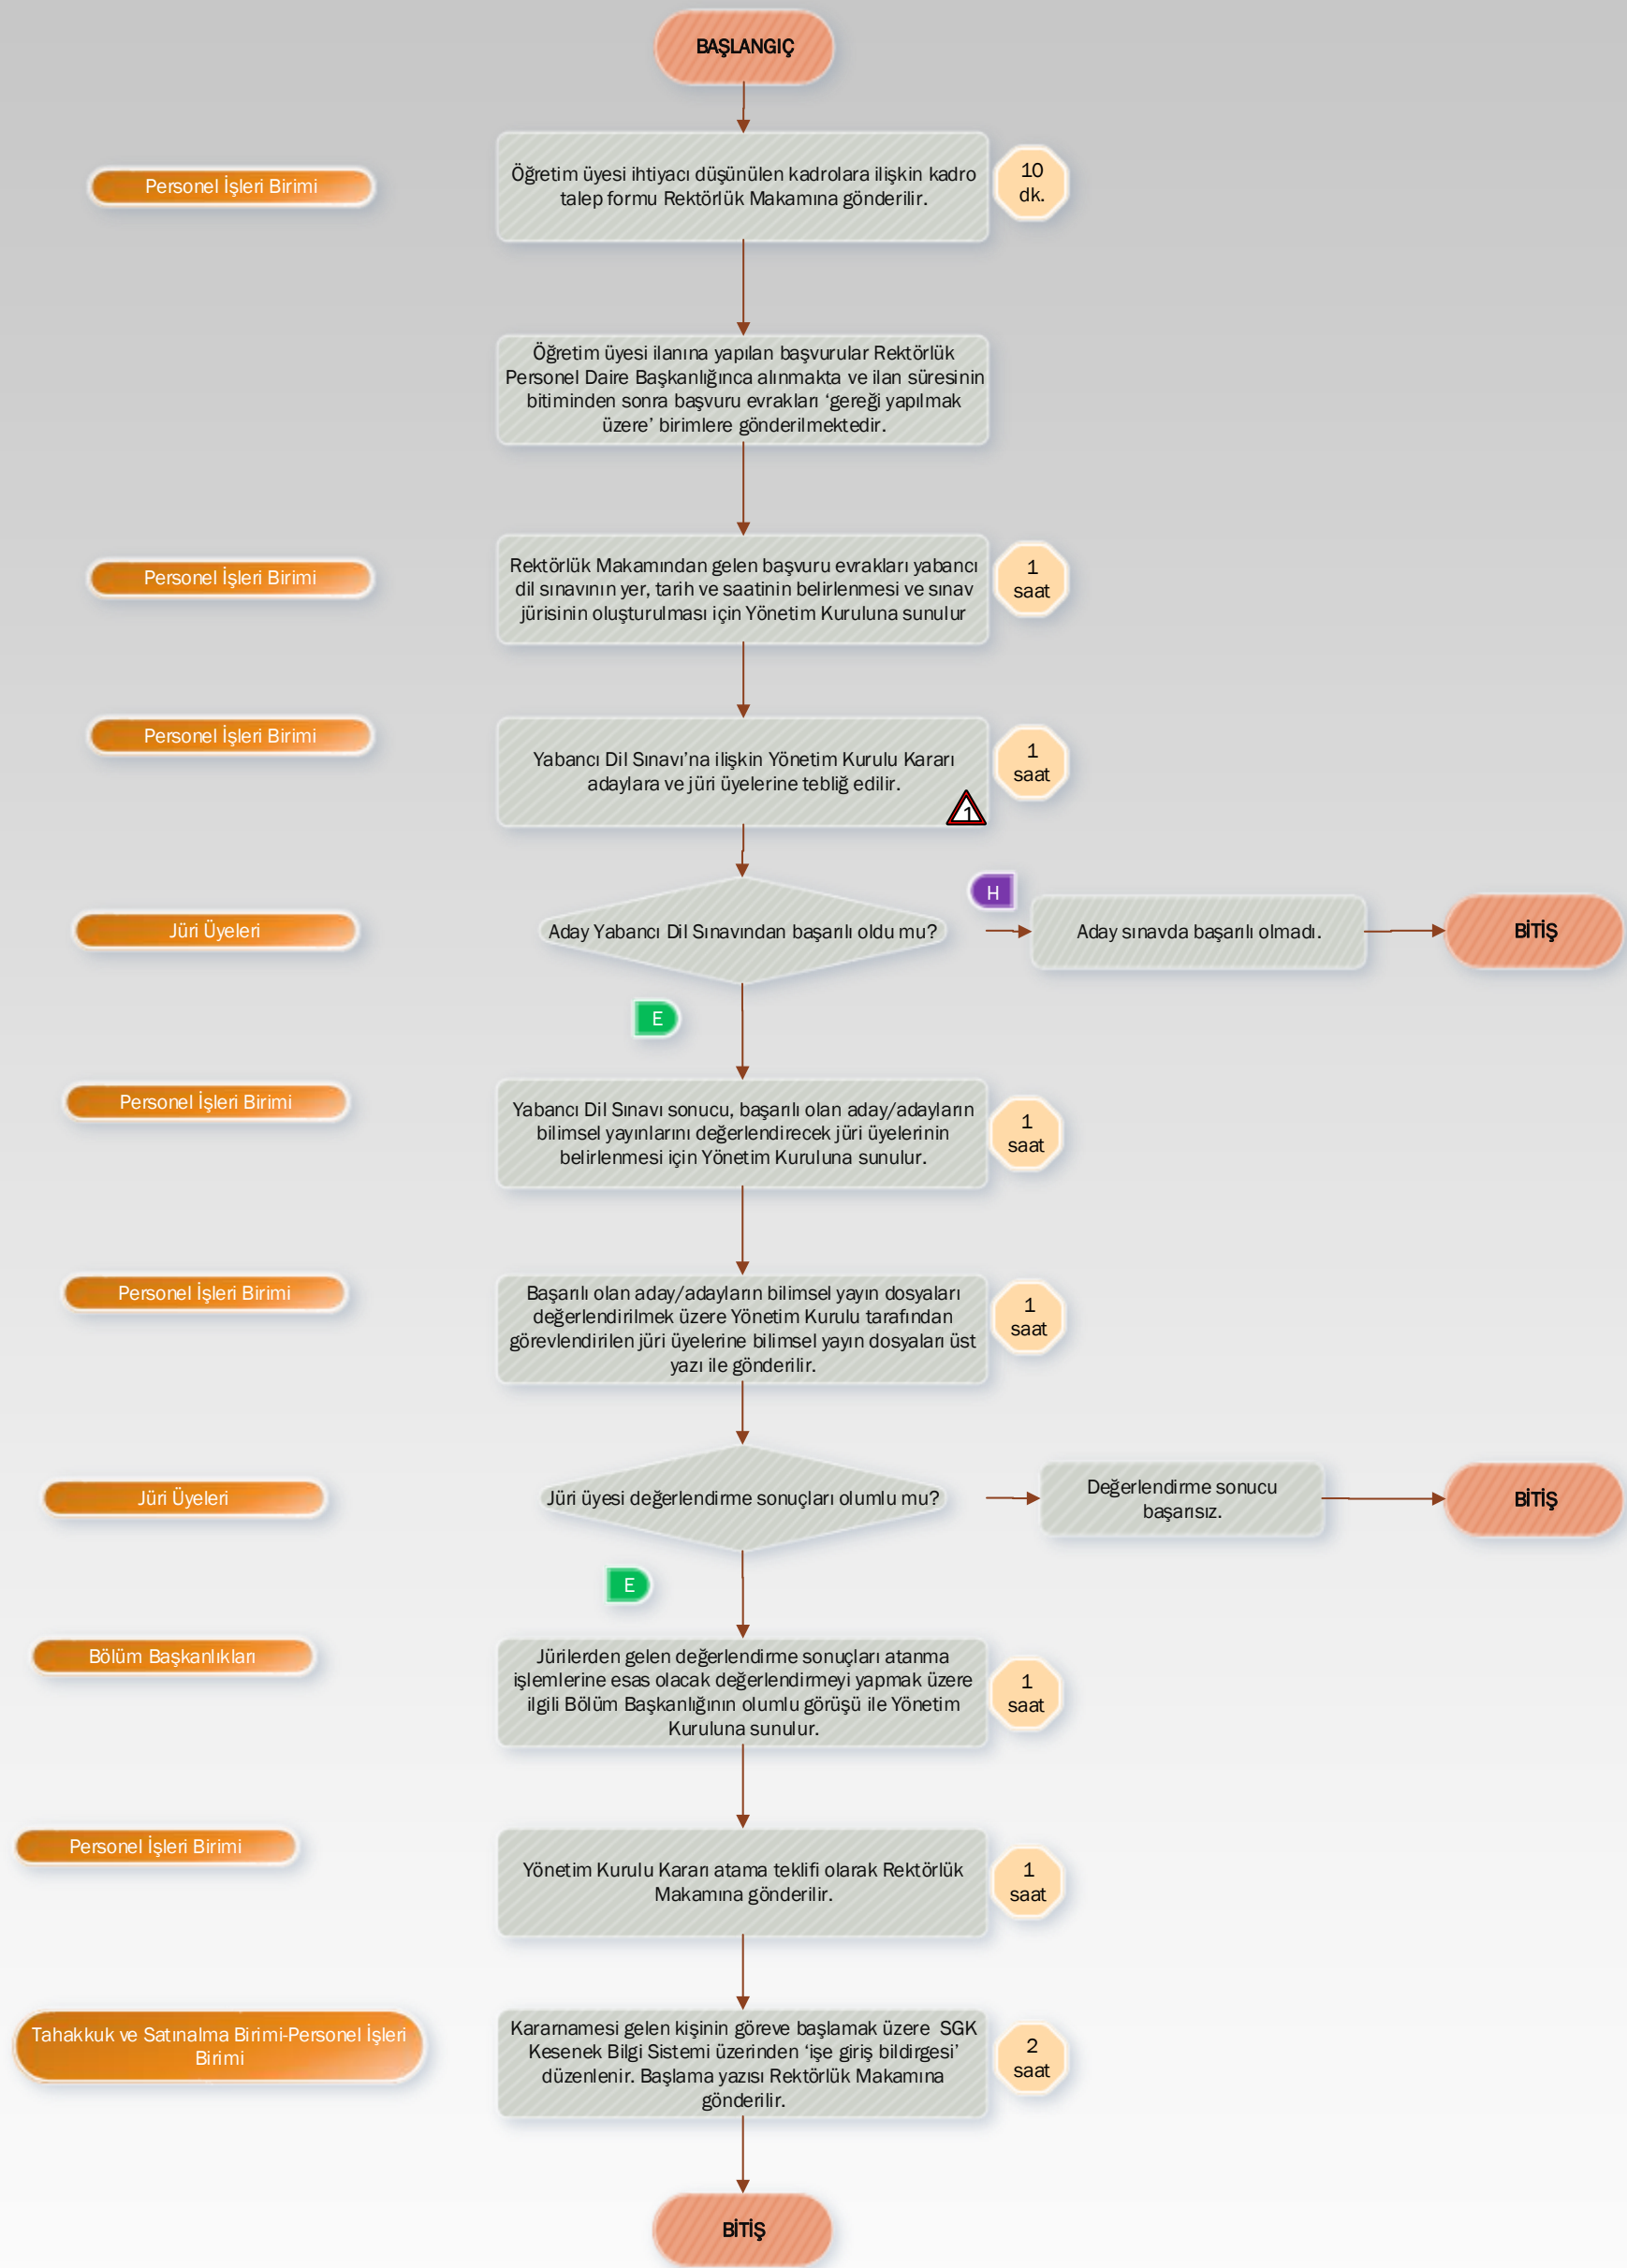 BAŞLANGIÇ
Personel İşleri Birimi
Öğretim üyesi ihtiyacı düşünülen kadrolara ilişkin kadro
talep formu Rektörlük Makamına gönderilir.
10
dk.
Öğretim üyesi ilanına yapılan başvurular Rektörlük
Personel Daire Başkanlığınca alınmakta ve ilan süresinin
bitiminden sonra başvuru evrakları ‘gereği yapılmak
üzere’ birimlere gönderilmektedir.
Personel İşleri Birimi
Rektörlük Makamından gelen başvuru evrakları yabancı
dil sınavının yer, tarih ve saatinin belirlenmesi ve sınav
jürisinin oluşturulması için Yönetim Kuruluna sunulur
1
saat
Personel İşleri Birimi
Yabancı Dil Sınavı’na ilişkin Yönetim Kurulu Kararı
adaylara ve jüri üyelerine tebliğ edilir.
1
1
saat
Jüri Üyeleri
Aday Yabancı Dil Sınavından başarılı oldu mu?
H
Aday sınavda başarılı olmadı.
BİTİŞ
E
Personel İşleri Birimi
Yabancı Dil Sınavı sonucu, başarılı olan aday/adayların
bilimsel yayınlarını değerlendirecek jüri üyelerinin
belirlenmesi için Yönetim Kuruluna sunulur.
1
saat
Personel İşleri Birimi
Başarılı olan aday/adayların bilimsel yayın dosyaları
değerlendirilmek üzere Yönetim Kurulu tarafından
görevlendirilen jüri üyelerine bilimsel yayın dosyaları üst
yazı ile gönderilir.
1
saat
Jüri Üyeleri
Jüri üyesi değerlendirme sonuçları olumlu mu?
Değerlendirme sonucu
başarısız.
BİTİŞ
E
Bölüm Başkanlıkları
Jürilerden gelen değerlendirme sonuçları atanma
işlemlerine esas olacak değerlendirmeyi yapmak üzere
ilgili Bölüm Başkanlığının olumlu görüşü ile Yönetim
Kuruluna sunulur.
1
saat
Personel İşleri Birimi
Yönetim Kurulu Kararı atama teklifi olarak Rektörlük
Makamına gönderilir.
1
saat
Tahakkuk ve Satınalma Birimi-Personel İşleri
Birimi
Kararnamesi gelen kişinin göreve başlamak üzere SGK
Kesenek Bilgi Sistemi üzerinden ‘işe giriş bildirgesi’
düzenlenir. Başlama yazısı Rektörlük Makamına
gönderilir.
2
saat
BİTİŞ